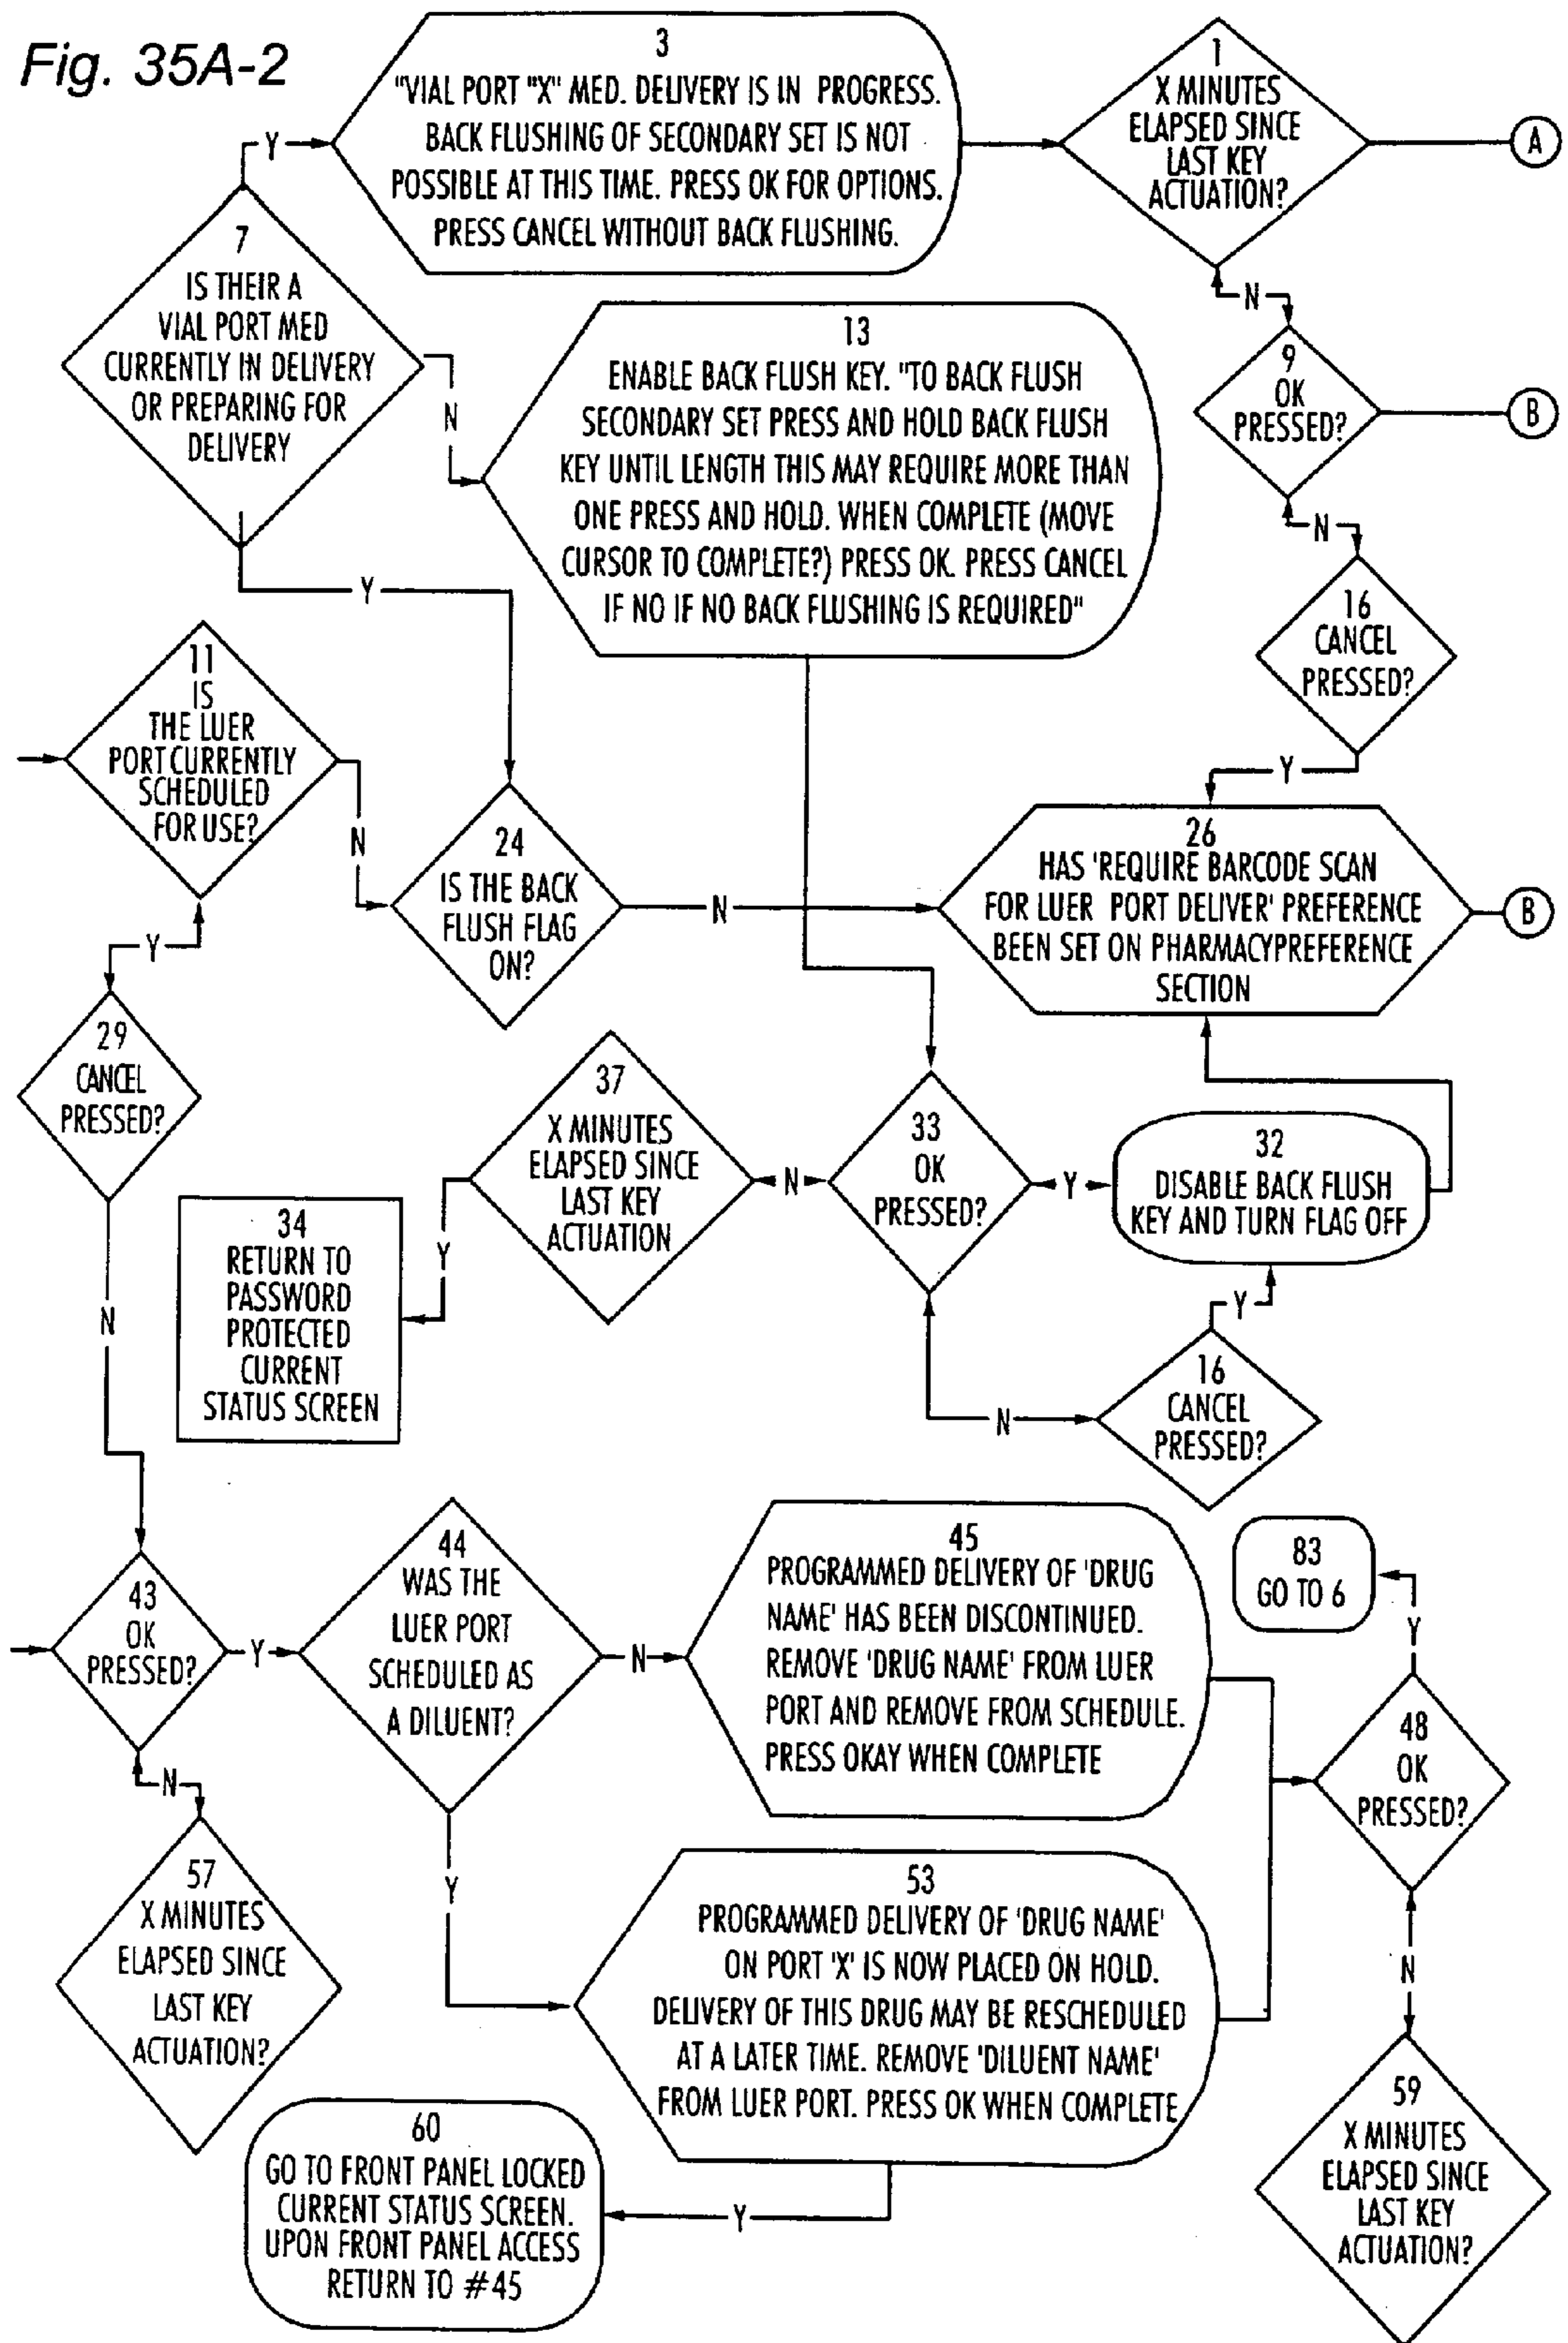 Fig. 35A-2
3
"VIAL PORT "X" MED. DELIVERY IS IN PROGRESS.
BACK FLUSHING OF SECONDARY SET IS NOT
POSSIBLE AT THIS TIME. PRESS OK FOR OPTIONS.
PRESS CANCEL WITHOUT BACK FLUSHING.
1
X MINUTES
ELAPSED SINCE
LAST KEY
ACTUATION?
A
Y
N
7
IS THEIR A
VIAL PORT MED
CURRENTLY IN DELIVERY
OR PREPARING FOR
DELIVERY
N
Y
13
ENABLE BACK FLUSH KEY. "TO BACK FLUSH
SECONDARY SET PRESS AND HOLD BACK FLUSH
KEY UNTIL LENGTH THIS MAY REQUIRE MORE THAN
ONE PRESS AND HOLD. WHEN COMPLETE (MOVE
CURSOR TO COMPLETE?) PRESS OK. PRESS CANCEL
IF NO IF NO BACK FLUSHING IS REQUIRED"
9
OK
PRESSED?
B
N
16
CANCEL
PRESSED?
Y
11
IS
THE LUER
PORT CURRENTLY
SCHEDULED
FOR USE?
N
Y
24
IS THE BACK
FLUSH FLAG
ON?
N
26
HAS 'REQUIRE BARCODE SCAN
FOR LUER PORT DELIVER' PREFERENCE
BEEN SET ON PHARMACYPREFERENCE
SECTION
B
29
CANCEL
PRESSED?
N
37
X MINUTES
ELAPSED SINCE
LAST KEY
ACTUATION
N
Y
33
OK
PRESSED?
Y
32
DISABLE BACK FLUSH
KEY AND TURN FLAG OFF
34
RETURN TO
PASSWORD
PROTECTED
CURRENT
STATUS SCREEN
Y
N
16
CANCEL
PRESSED?
43
OK
PRESSED?
Y
N
44
WAS THE
LUER PORT
SCHEDULED AS
A DILUENT?
N
Y
45
PROGRAMMED DELIVERY OF 'DRUG
NAME' HAS BEEN DISCONTINUED.
REMOVE 'DRUG NAME' FROM LUER
PORT AND REMOVE FROM SCHEDULE.
PRESS OKAY WHEN COMPLETE
83
GO TO 6
Y
48
OK
PRESSED?
N
57
X MINUTES
ELAPSED SINCE
LAST KEY
ACTUATION?
53
PROGRAMMED DELIVERY OF 'DRUG NAME'
ON PORT 'X' IS NOW PLACED ON HOLD.
DELIVERY OF THIS DRUG MAY BE RESCHEDULED
AT A LATER TIME. REMOVE 'DILUENT NAME'
FROM LUER PORT. PRESS OK WHEN COMPLETE
Y
60
GO TO FRONT PANEL LOCKED
CURRENT STATUS SCREEN.
UPON FRONT PANEL ACCESS
RETURN TO #45
59
X MINUTES
ELAPSED SINCE
LAST KEY
ACTUATION?